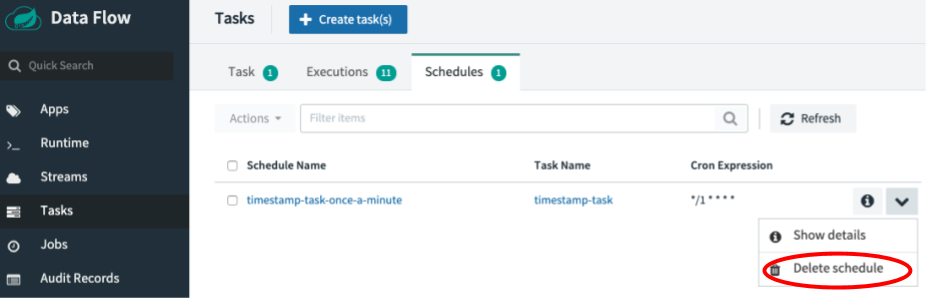 Data Flow
Quick Search
Apps
Runtime
Streams
Tasks
Jobs
Audit Records
Tasks
Create task(s)
Task 1 Executions 11 Schedules 1
Actions Filter items Refresh
Schedule Name Task Name Cron Expression
timestamp-task-once-a-minute timestamp-task */1 * * * *
Show details
Delete schedule